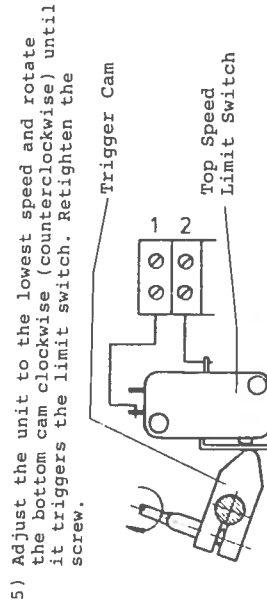 5) Adjust the unit to the lowest speed and rotate
the bottom cam clockwise (counterclockwise) until
it triggers the limit switch. Retighten the
screw.
Trigger Cam
1
2
Top Speed
Limit Switch